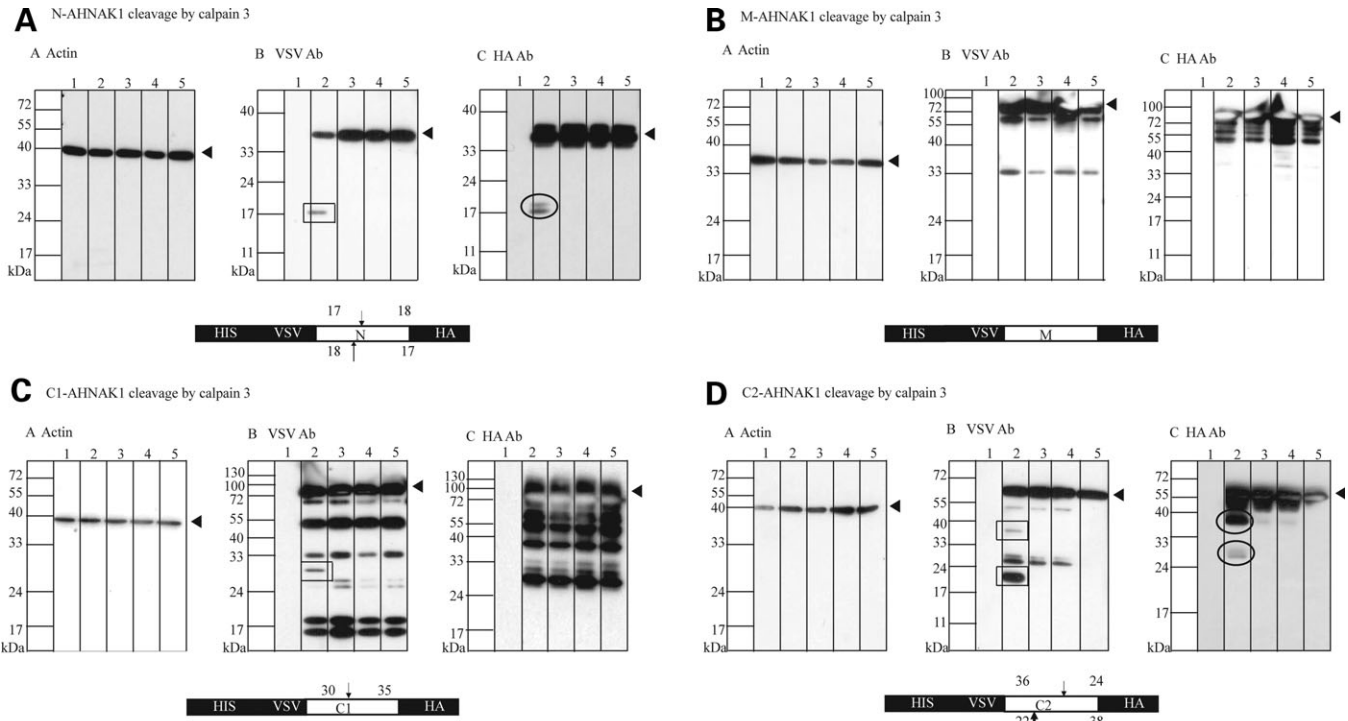 A N-AHNAK1 cleavage by calpain 3
A Actin
1 2 3 4 5
72
55
40
33
24
17
kDa
B VSV Ab
1 2 3 4 5
40
33
24
17
11
kDa
C HA Ab
1 2 3 4 5
40
33
24
17
11
kDa
17 18
HIS VSV N HA
18 17
B M-AHNAK1 cleavage by calpain 3
A Actin
1 2 3 4 5
72
55
40
33
24
17
kDa
B VSV Ab
1 2 3 4 5
100
72
55
40
33
24
17
kDa
C HA Ab
1 2 3 4 5
100
72
55
40
33
24
17
11
kDa
HIS VSV M HA
C C1-AHNAK1 cleavage by calpain 3
A Actin
1 2 3 4 5
72
55
40
33
24
17
kDa
B VSV Ab
1 2 3 4 5
130
100
72
55
40
33
24
17
kDa
C HA Ab
1 2 3 4 5
130
100
72
55
40
33
24
17
kDa
30 35
HIS VSV C1 HA
D C2-AHNAK1 cleavage by calpain 3
A Actin
1 2 3 4 5
72
55
40
33
24
17
kDa
B VSV Ab
1 2 3 4 5
72
55
40
33
24
17
11
kDa
C HA Ab
1 2 3 4 5
72
55
40
33
24
17
kDa
36 24
HIS VSV C2 HA